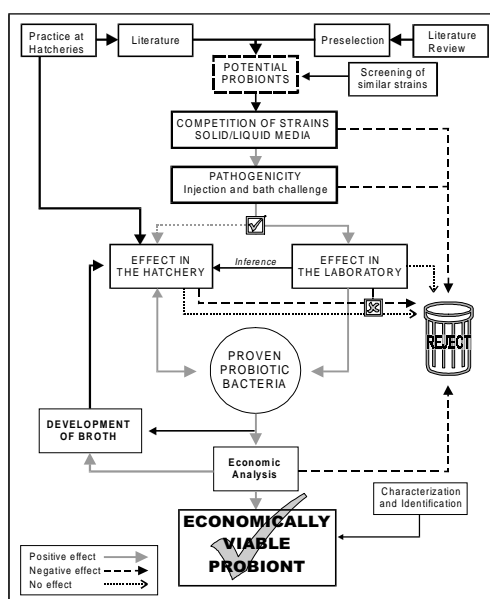 Practice at
Hatcheries
Literature
Preselection
Literature
Review
POTENTIAL
PROBIONTS
Screening of
similar strains
COMPETITION OF STRAINS
SOLID/LIQUID MEDIA
PATHOGENICITY
Injection and bath challenge
EFFECT IN
THE HATCHERY
Inference
EFFECT IN
THE LABORATORY
REJECT
PROVEN
PROBIOTIC
BACTERIA
DEVELOPMENT
OF BROTH
Economic
Analysis
Characterization
and Identification
ECONOMICALLY
VIABLE
PROBIONT
Positive effect
Negative effect
No effect